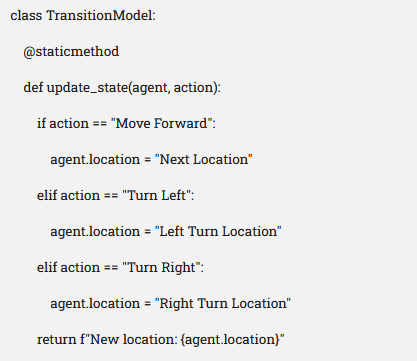 class TransitionModel:
@staticmethod
def update_state(agent, action):
if action == "Move Forward":
agent.location = "Next Location"
elif action == "Turn Left":
agent.location = "Left Turn Location"
elif action == "Turn Right":
agent.location = "Right Turn Location"
return f"New location: {agent.location}"